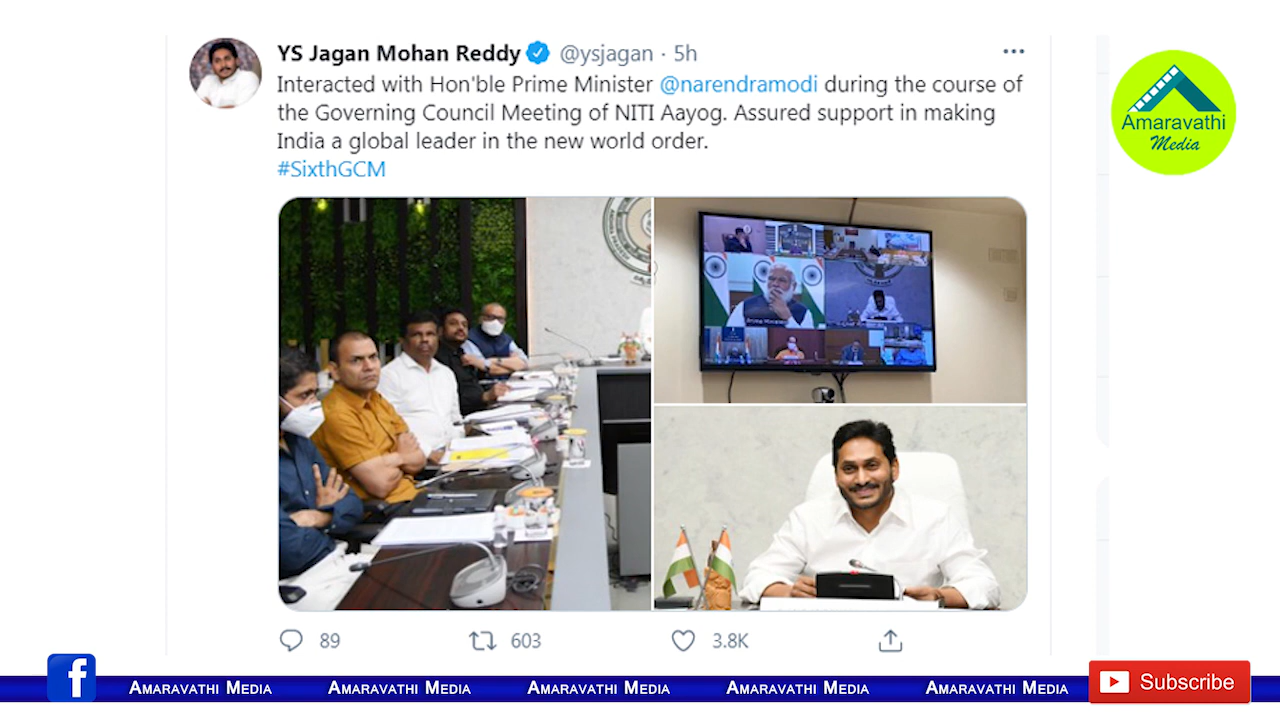 YS Jagan Mohan Reddy @ysjagan · 5h
Interacted with Hon'ble Prime Minister @narendramodi during the course of
the Governing Council Meeting of NITI Aayog. Assured support in making
India a global leader in the new world order.
#SixthGCM
Amaravathi
Media
89 603 3.8K
f Amaravathi Media Amaravathi Media Amaravathi Media Amaravathi Media Amaravathi Media Subscribe